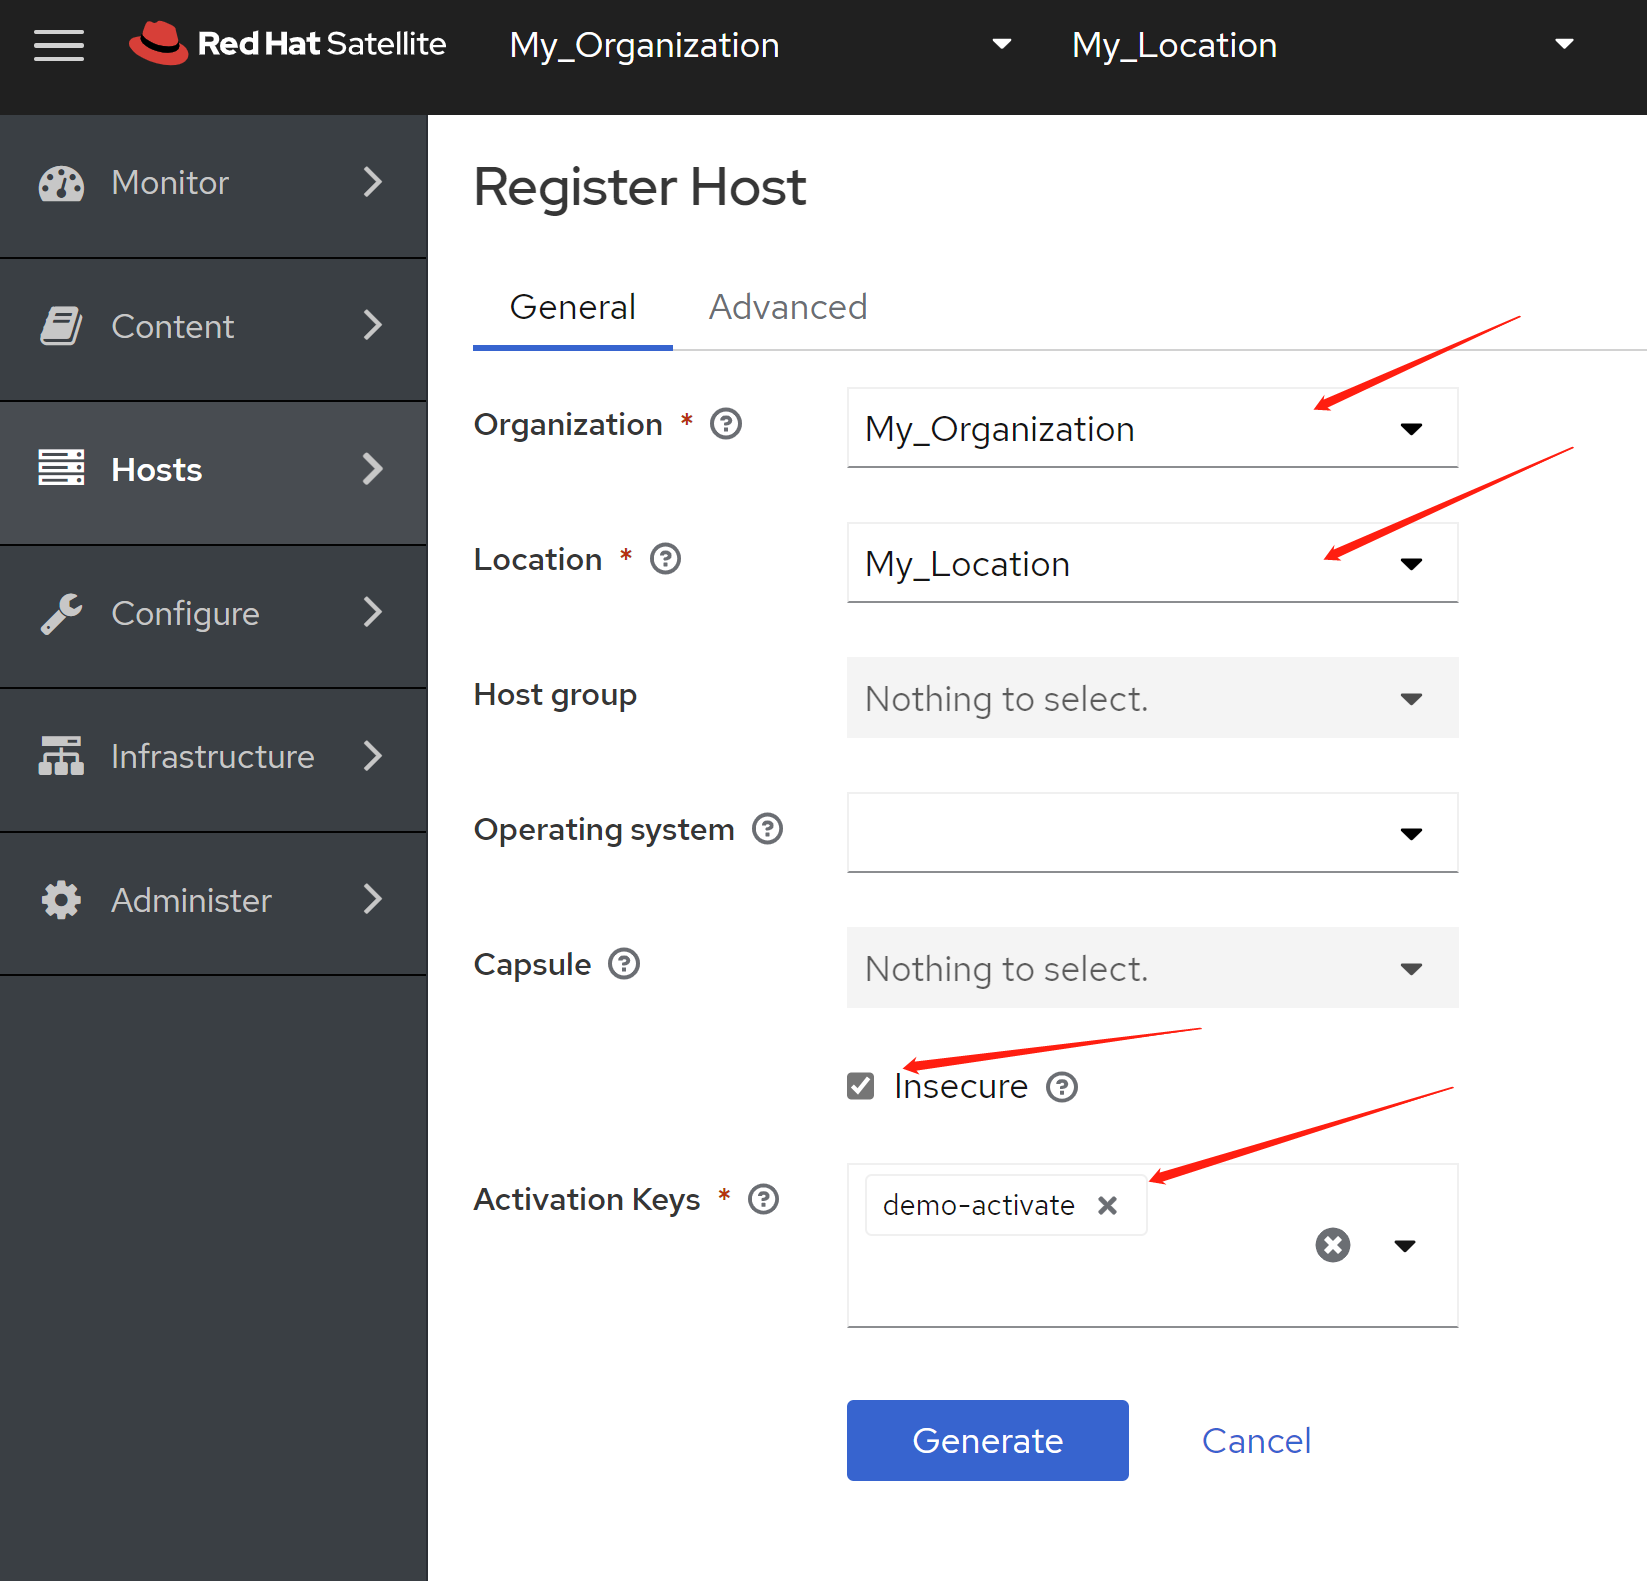 Red Hat Satellite My_Organization My_Location
Monitor
Content
Hosts
Configure
Infrastructure
Administer
Register Host
General Advanced
Organization * My_Organization
Location * My_Location
Host group Nothing to select.
Operating system
Capsule Nothing to select.
Insecure
Activation Keys * demo-activate
Generate Cancel